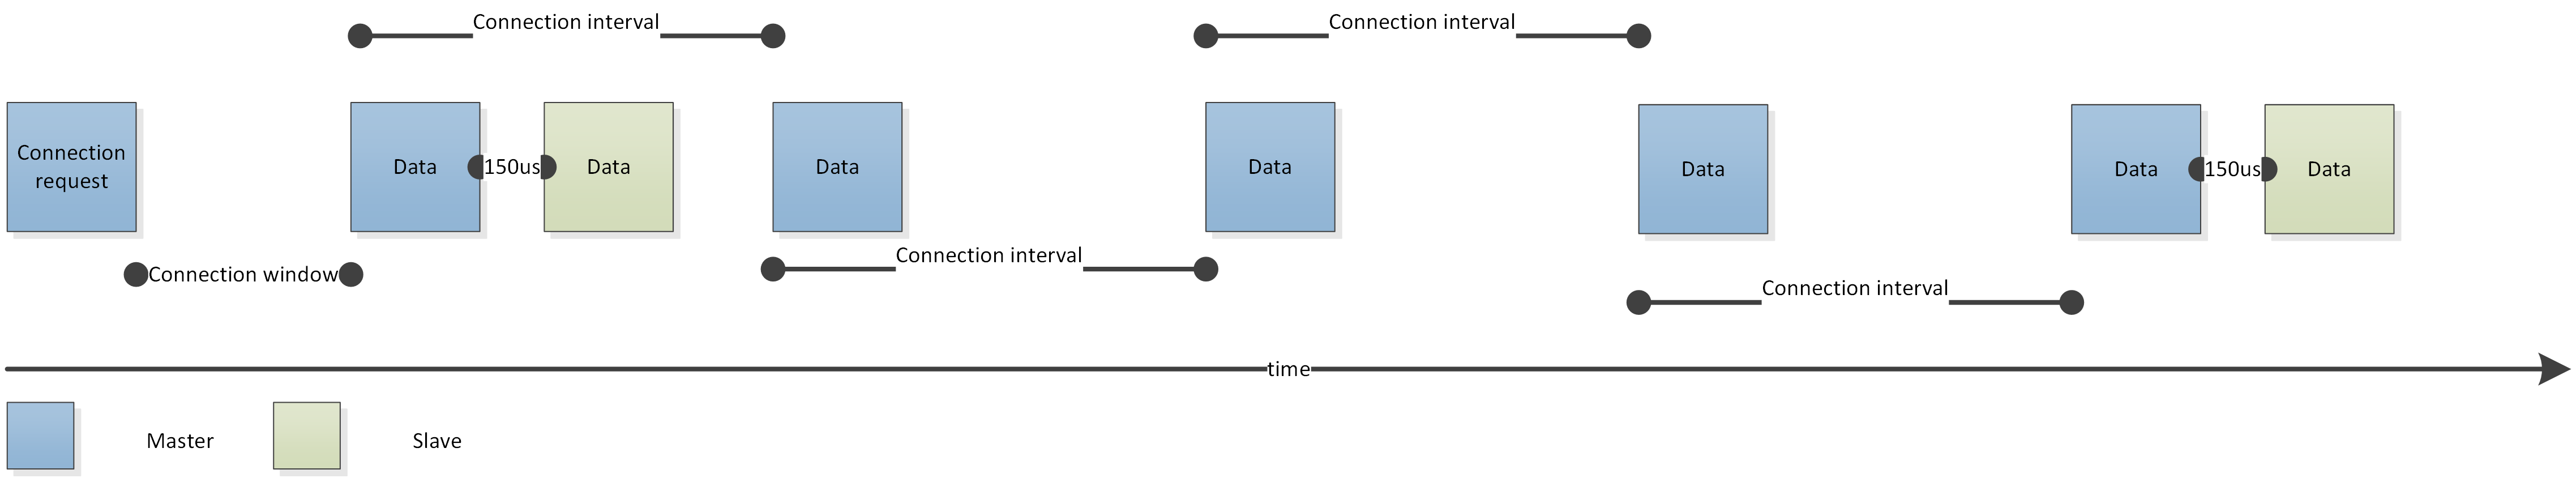 Connection interval
Connection interval
Connection
request
Data
150us
Data
Data
Data
Data
Data
150us
Data
Connection window
Connection interval
Connection interval
time
Master
Slave